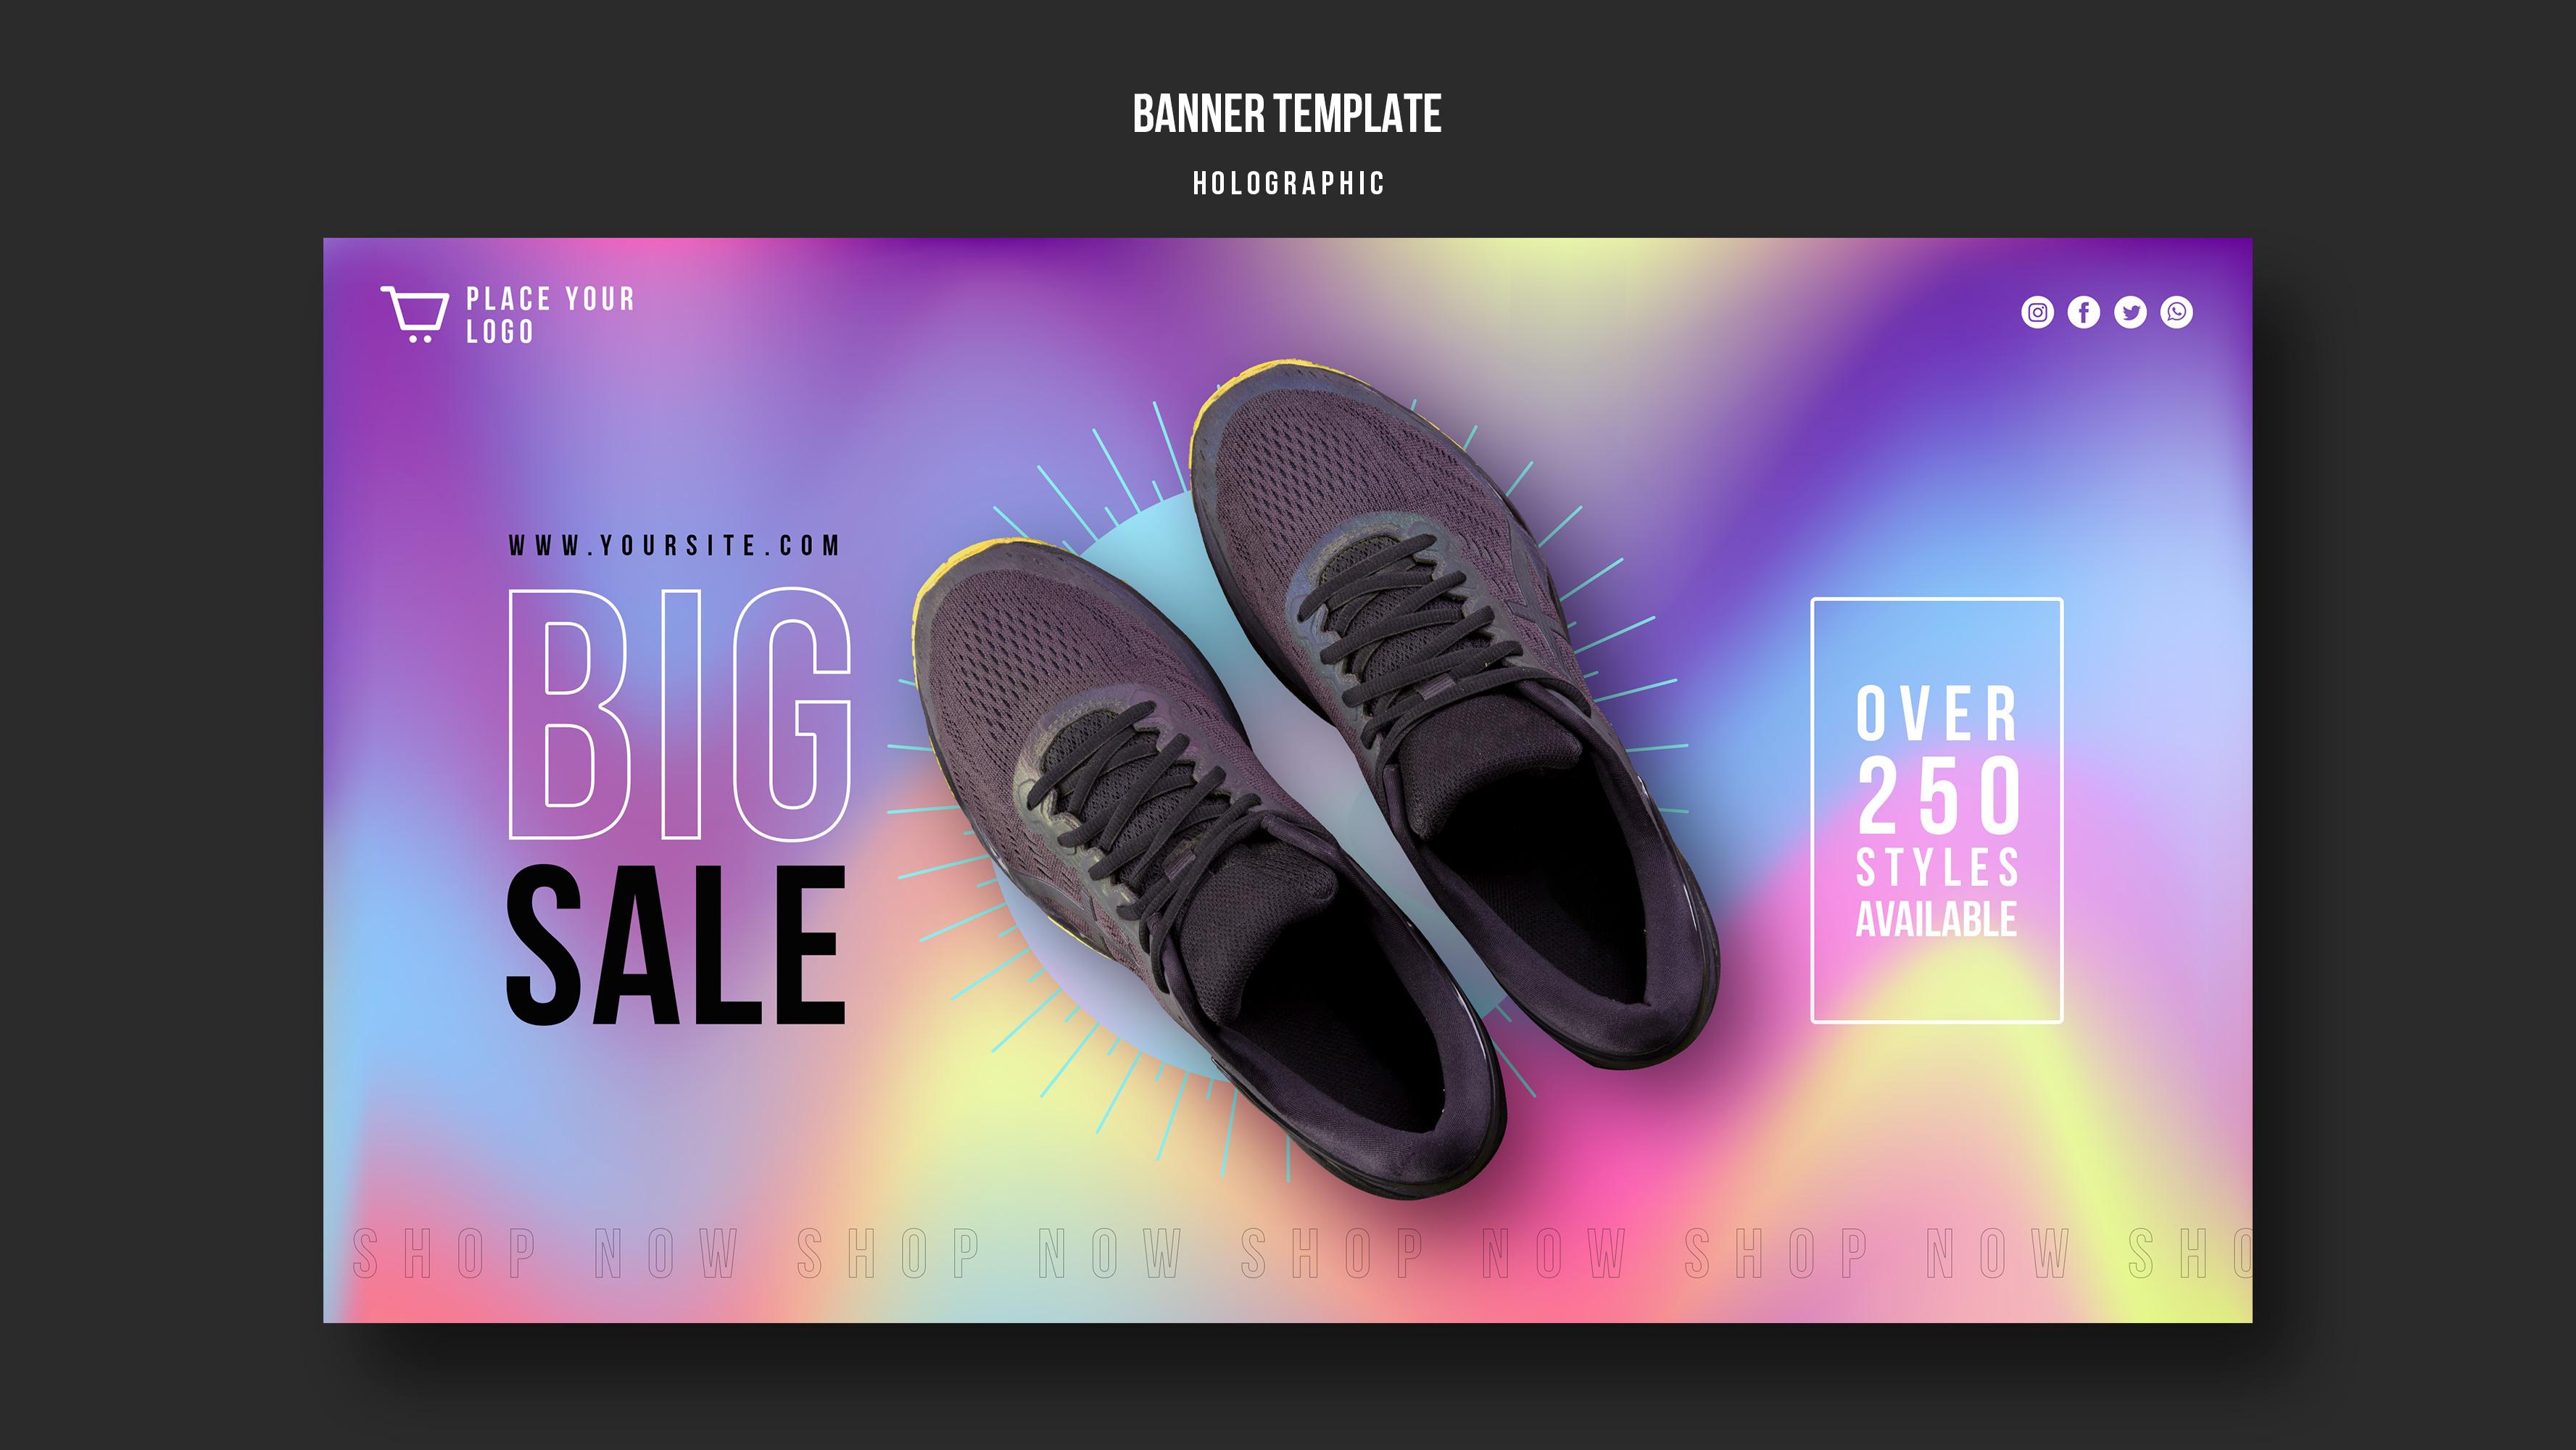 BANNER TEMPLATE
HOLOGRAPHIC
PLACE YOUR
LOGO
WWW.YOURSITE.COM
BIG
SALE
OVER
250
STYLES
AVAILABLE
SHOP NOW SHOP NOW SHOP NOW SHOP NOW SHO